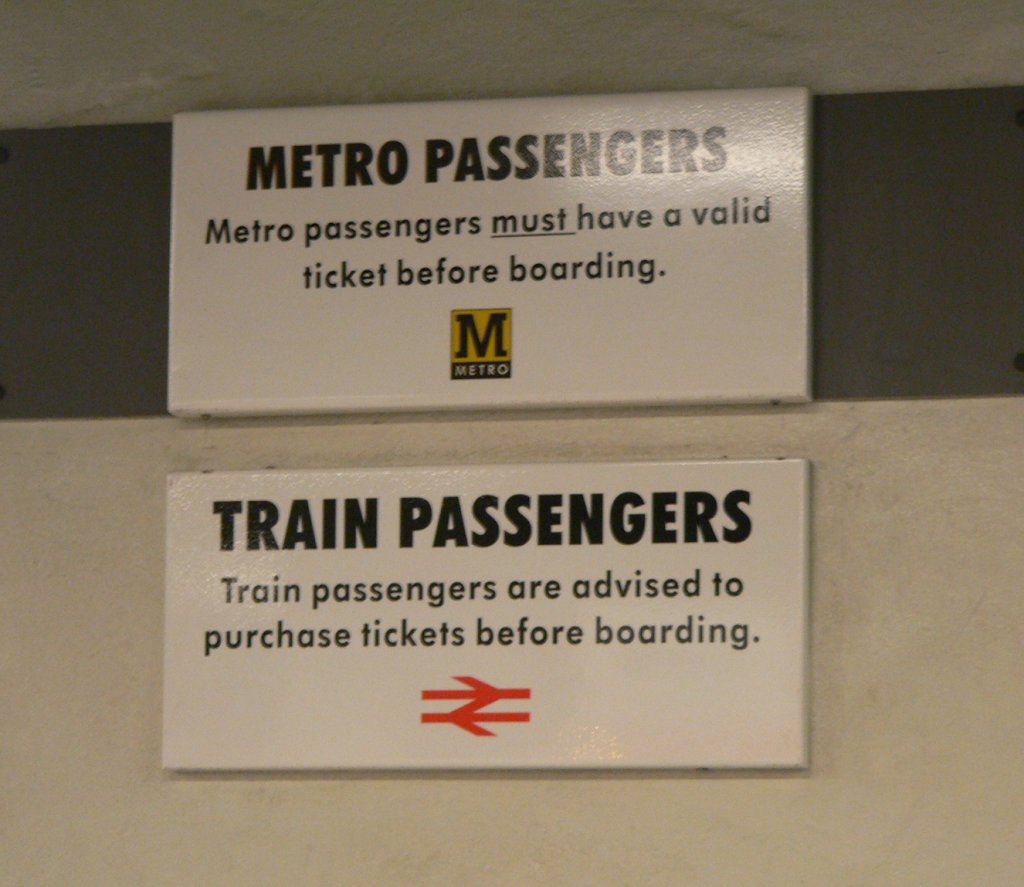 METRO PASSENGERS
Metro passengers must have a valid
ticket before boarding.
M
METRO
TRAIN PASSENGERS
Train passengers are advised to
purchase tickets before boarding.